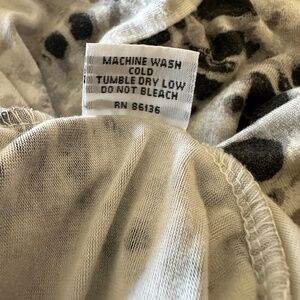 MACHINE WASH
COLD
TUMBLE DRY LOW
DO NOT BLEACH
RN 86136